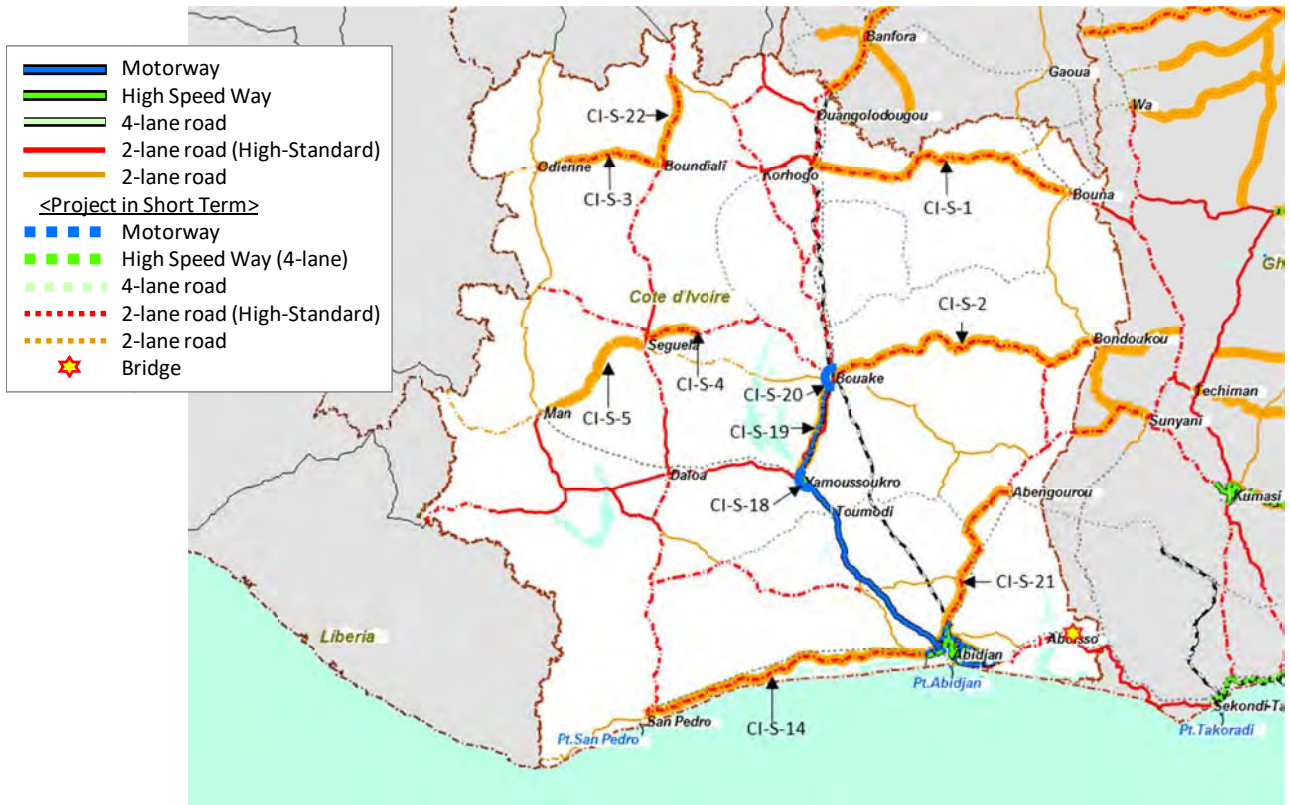 Motorway
High Speed Way
4-lane road
2-lane road (High-Standard)
2-lane road
<Project in Short Term>
Motorway
High Speed Way (4-lane)
4-lane road
2-lane road (High-Standard)
2-lane road
Bridge
Banfora
Gaoua
Wa
CI-S-22
Ouangolodougou
Odienne
Boundiali
Korhogo
CI-S-3
CI-S-1
Bouna
Gh
Cote d'Ivoire
CI-S-2
Seguela
Bondoukou
CI-S-4
Bouake
CI-S-20
Techiman
Man
CI-S-5
CI-S-19
Sunyani
Daloa
Yamoussoukro
Abengourou
Kumasi
CI-S-18
Toumodi
CI-S-21
Liberia
Aboisso
Abidjan
Pt.Abidjan
San Pedro
Sekondi-Ta
CI-S-14
Pt.San Pedro
Pt.Takoradi